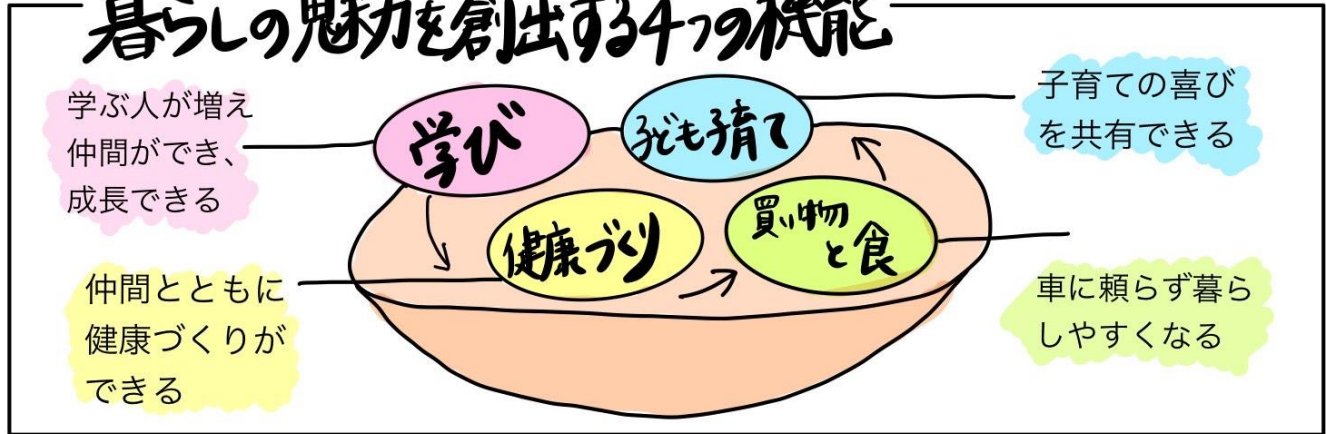 暮らしの魅力を創出する4つの機能
学ぶ人が増え
仲間ができ、
成長できる
学び
子ども子育て
子育ての喜び
を共有できる
健康づくり
買い物
と食
仲間とともに
健康づくりが
できる
車に頼らず暮ら
しやすくなる